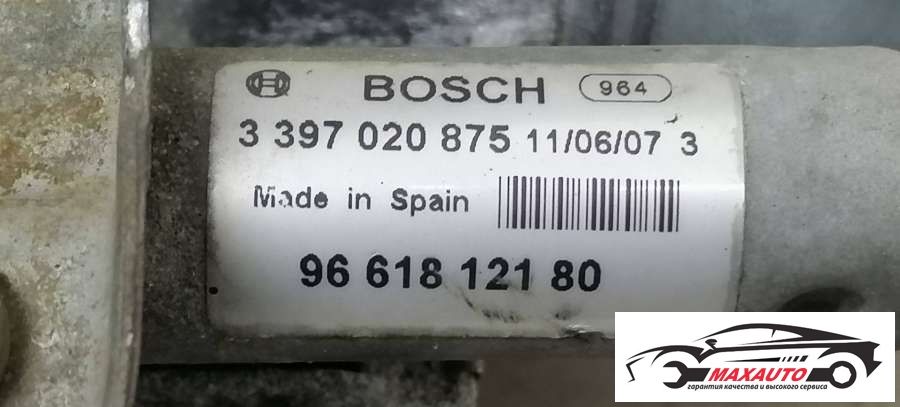 BOSCH 964
3 397 020 875 11/06/07 3
Made in Spain
96 618 121 80
MAXAUTO
гарантия качества и высокого сервиса